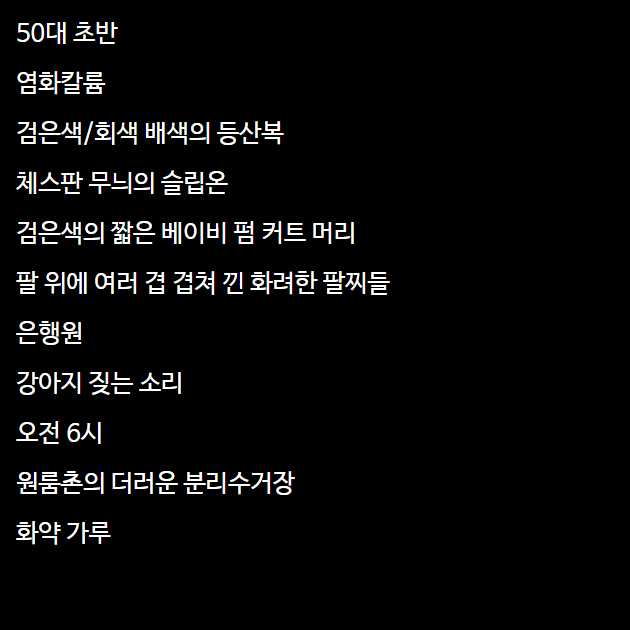 50대 초반
염화칼륨
검은색/회색 배색의 등산복
체스판 무늬의 슬립온
검은색의 짧은 베이비 펌 커트 머리
팔 위에 여러 겹 겹쳐 낀 화려한 팔찌들
은행원
강아지 짖는 소리
오전 6시
원룸촌의 더러운 분리수거장
화약 가루